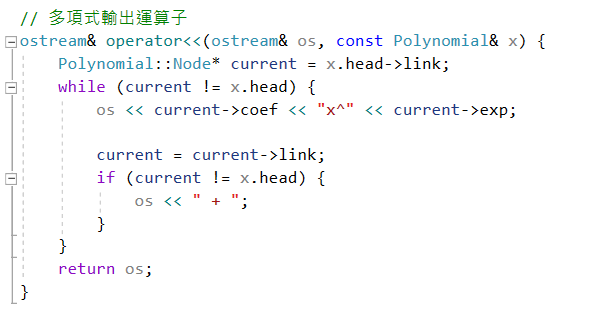 // 多項式輸出運算子
ostream& operator<<(ostream& os, const Polynomial& x) {
    Polynomial::Node* current = x.head->link;
    while (current != x.head) {
        os << current->coef << "x^" << current->exp;
        current = current->link;
        if (current != x.head) {
            os << " + ";
        }
    }
    return os;
}